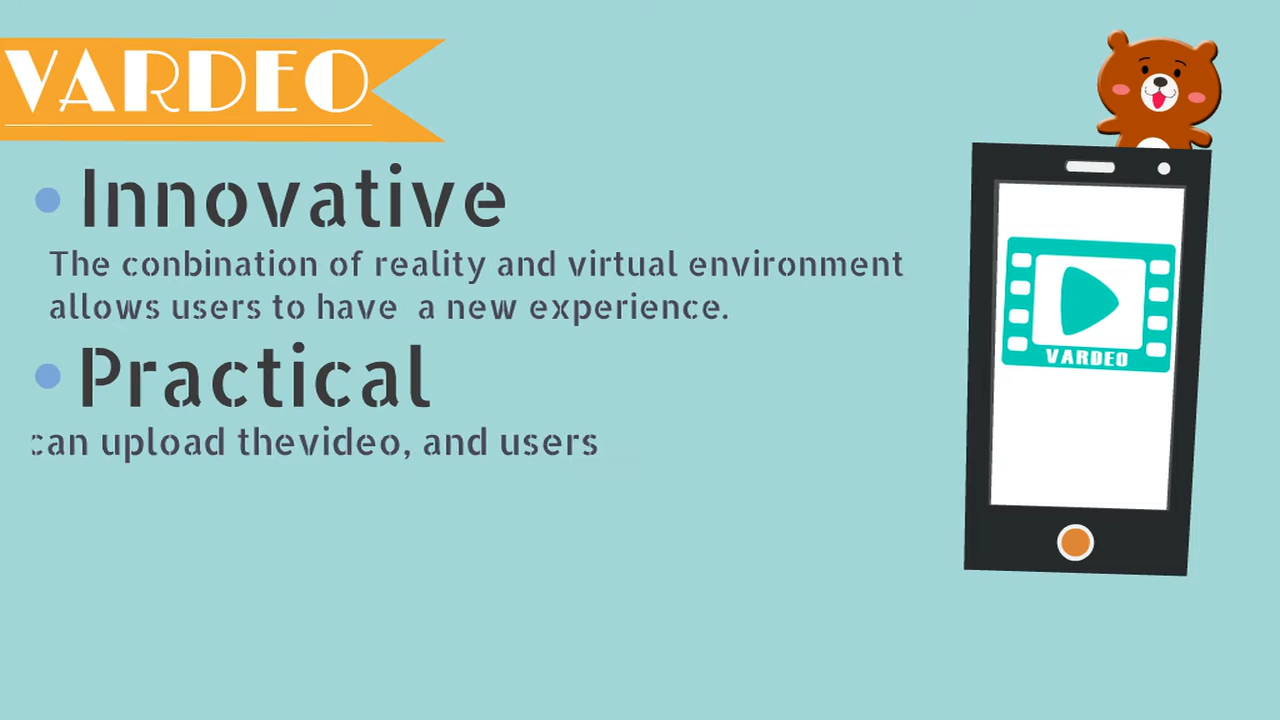 VARDEO
Innovative
The conbination of reality and virtual environment
allows users to have a new experience.
Practical
can upload thevideo, and users
VARDEO